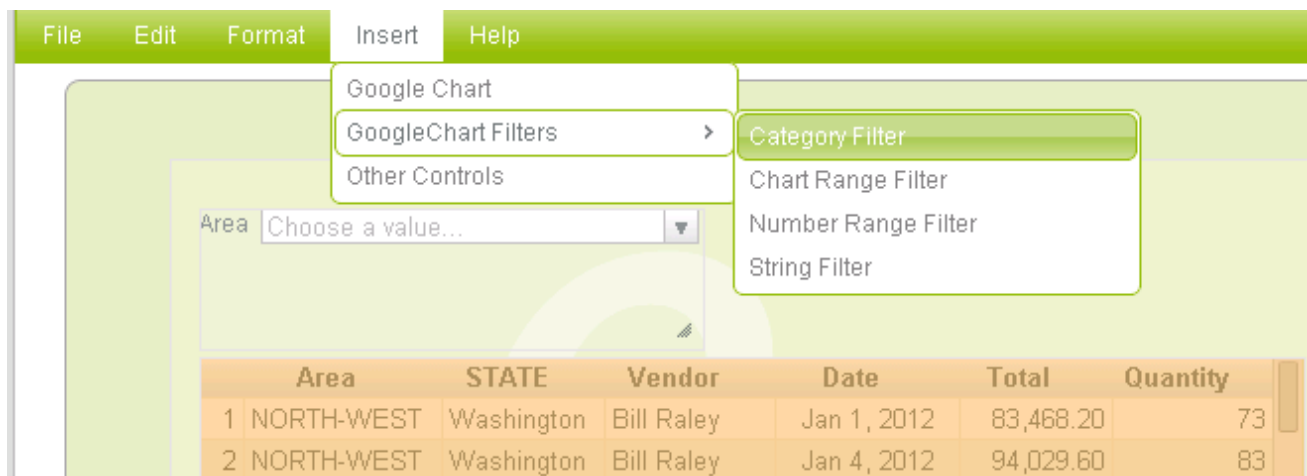 File Edit Format Insert Help
Google Chart
GoogleChart Filters >
Other Controls
Category Filter
Chart Range Filter
Number Range Filter
String Filter
Area Choose a value...
Area STATE Vendor Date Total Quantity
1 NORTH-WEST Washington Bill Raley Jan 1, 2012 83,468.20 73
2 NORTH-WEST Washington Bill Raley Jan 4, 2012 94,029.60 83